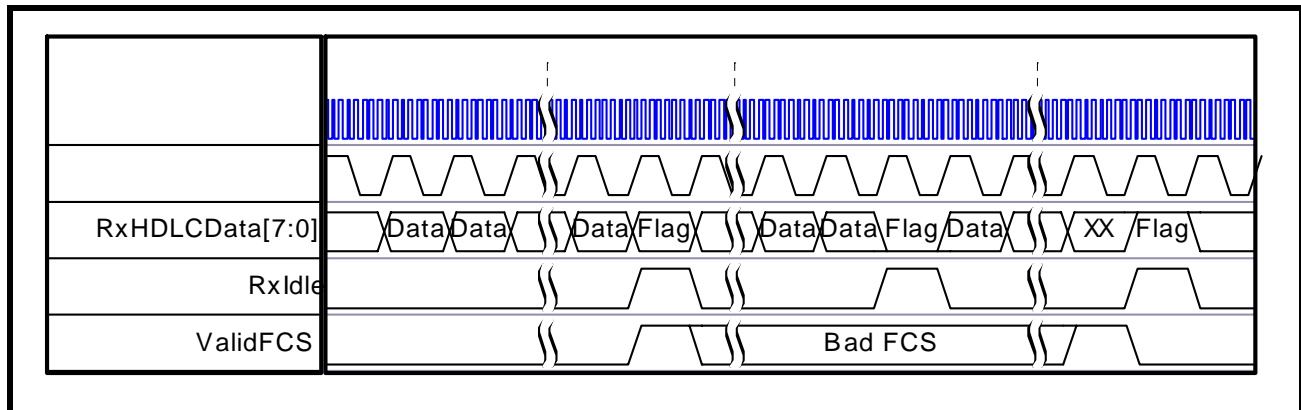 RxHDLCData[7:0] Data Data Data Flag Data Data Flag Data XX Flag
RxIdle
ValidFCS Bad FCS